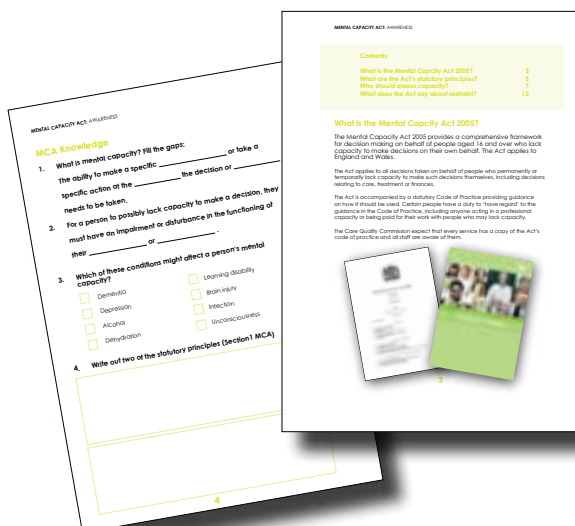 MENTAL CAPACITY ACT: AWARENESS
Contents
What is the Mental Capcity Act 2005? 3
What are the Act's statutory principles? 5
Who should assess capacity? 7
What does the Act say about restraint? 12
What is the Mental Capcity Act 2005?
The Mental Capacity Act 2005 provides a comprehensive framework
for decision making on behalf of people aged 16 and over who lack
capacity to make decisions on their own behalf. The Act applies to
England and Wales.
The Act applies to all decisions taken on behalf of people who permanently or
temporarily lack capacity to make such decisions themselves, including decisions
relating to care, treatment or finances.
The Act is accompanied by a statutory Code of Practice providing guidance
on how it should be used. Certain people have a duty to 'have regard' to the
guidance in the Code of Practice, including anyone acting in a professional
capacity or being paid for their work with people who may lack capacity.
The Care Quality Commission expect that every service has a copy of the Act's
code of practice and all staff are aware of them.
3
MENTAL CAPACITY ACT: AWARENESS
MCA Knowledge
1. What is mental capacity? Fill the gaps:
The ability to make a specific ________ or take a
specific action at the ________ the decision or ________
needs to be taken.
2. For a person to possibly lack capacity to make a decision, they
must have an impairment or disturbance in the functioning of
their ________ or ________ .
3. Which of these conditions might affect a person's mental
capacity?
Dementia
Depression
Alcohol
Dehydration
Learning disability
Brain injury
Infection
Unconsciousness
4. Write out two of the statutory principles (Section1 MCA)
4